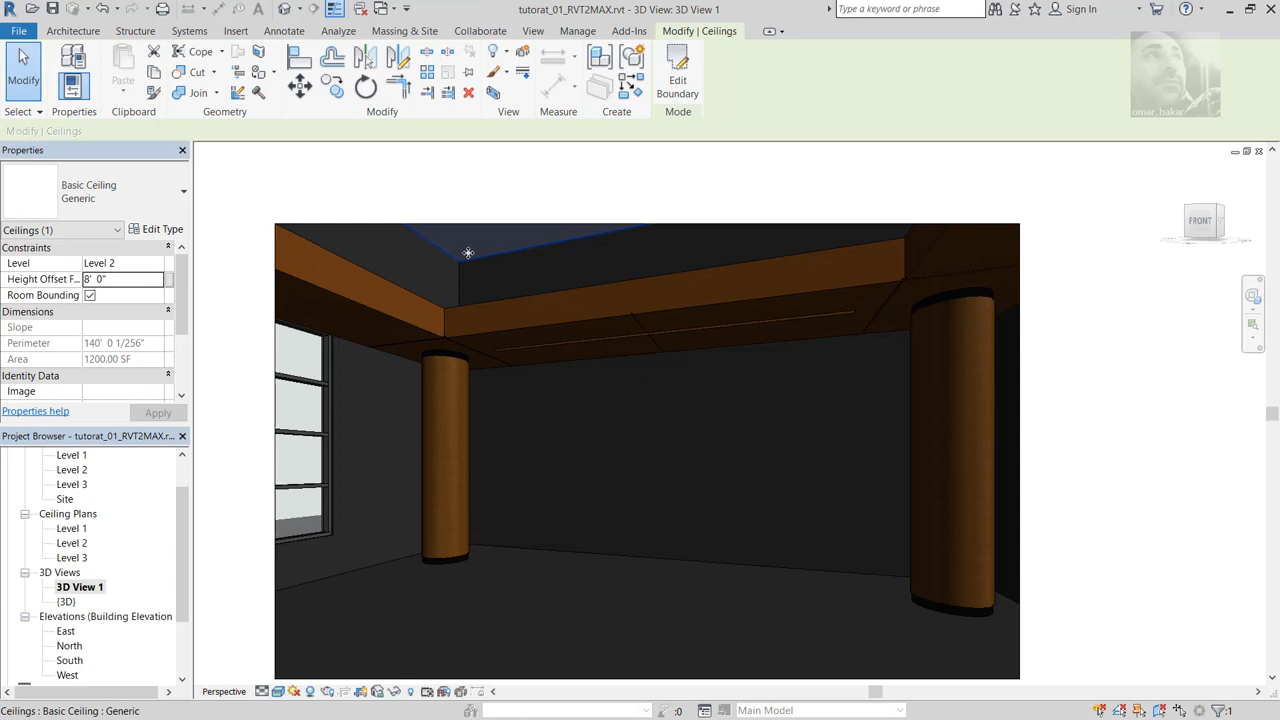 tutorat_01_RVT2MAX.rvt - 3D View: 3D View 1
Type a keyword or phrase
Sign In
File
Architecture
Structure
Systems
Insert
Annotate
Analyze
Massing & Site
Collaborate
View
Manage
Add-Ins
Modify | Ceilings
Modify
Paste
Cope
Cut
Join
Edit
Boundary
Select
Properties
Clipboard
Geometry
Modify
View
Measure
Create
Mode
omar_bakar
Modify | Ceilings
Properties
Basic Ceiling
Generic
Ceilings (1)
Edit Type
Constraints
Level
Level 2
Height Offset F...
8' 0"
Room Bounding
Dimensions
Slope
Perimeter
140' 0 1/256"
Area
1200.00 SF
Identity Data
Image
Properties help
Apply
Project Browser - tutorat_01_RVT2MAX.r...
Level 1
Level 2
Level 3
Site
Ceiling Plans
Level 1
Level 2
Level 3
3D Views
3D View 1
{3D}
Elevations (Building Elevation
East
North
South
West
FRONT
Perspective
Ceilings : Basic Ceiling : Generic
:0
Main Model
:1